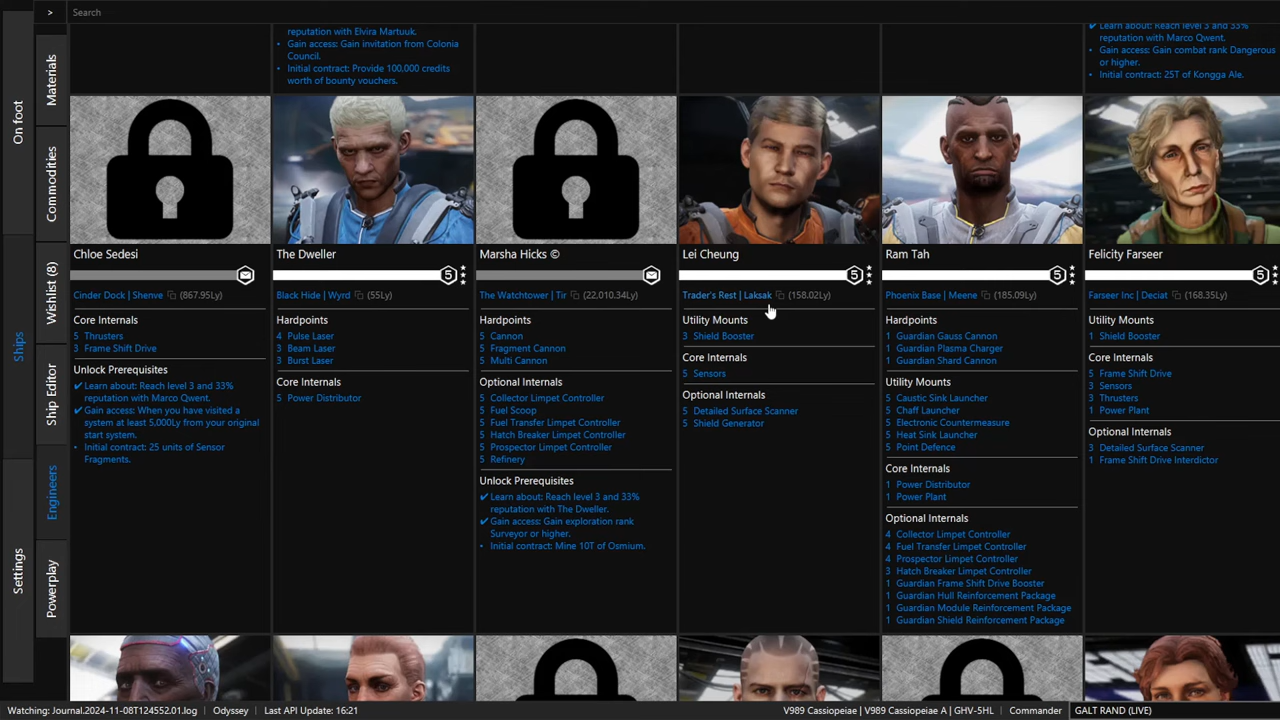 >
Search
On foot
Ships
Settings
Materials
Commodities
Wishlist (8)
Ship Editor
Engineers
Powerplay
reputation with Elvira Martuuk.
• Gain access: Gain invitation from Colonia
Council.
• Initial contract: Provide 100,000 credits
worth of bounty vouchers.
• Learn about: Reach level 3 and 33%
reputation with Marco Qwent.
• Gain access: Gain combat rank Dangerous
or higher.
• Initial contract: 25T of Kongga Ale.
Chloe Sedesi
Cinder Dock | Shenve (867.95Ly)
Core Internals
5 Thrusters
3 Frame Shift Drive
Unlock Prerequisites
✔ Learn about: Reach level 3 and 33%
reputation with Marco Qwent.
✔ Gain access: When you have visited a
system at least 5,000Ly from your original
start system.
• Initial contract: 25 units of Sensor
Fragments.
The Dweller
5
Black Hide | Wyrd (55Ly)
Hardpoints
4 Pulse Laser
3 Beam Laser
3 Burst Laser
Core Internals
5 Power Distributor
Marsha Hicks ©
The Watchtower | Tir (22,010.34Ly)
Hardpoints
5 Cannon
5 Fragment Cannon
5 Multi Cannon
Optional Internals
5 Collector Limpet Controller
5 Fuel Scoop
5 Fuel Transfer Limpet Controller
5 Hatch Breaker Limpet Controller
5 Prospector Limpet Controller
5 Refinery
Unlock Prerequisites
✔ Learn about: Reach level 3 and 33%
reputation with The Dweller.
✔ Gain access: Gain exploration rank
Surveyor or higher.
• Initial contract: Mine 10T of Osmium.
Lei Cheung
5
Trader's Rest | Laksak (158.02Ly)
Utility Mounts
3 Shield Booster
Core Internals
5 Sensors
Optional Internals
5 Detailed Surface Scanner
5 Shield Generator
Ram Tah
5
Phoenix Base | Meene (185.09Ly)
Hardpoints
1 Guardian Gauss Cannon
1 Guardian Plasma Charger
1 Guardian Shard Cannon
Utility Mounts
5 Caustic Sink Launcher
5 Chaff Launcher
5 Electronic Countermeasure
5 Heat Sink Launcher
5 Point Defence
Core Internals
1 Power Distributor
1 Power Plant
Optional Internals
4 Collector Limpet Controller
4 Fuel Transfer Limpet Controller
4 Prospector Limpet Controller
3 Hatch Breaker Limpet Controller
1 Guardian Frame Shift Drive Booster
1 Guardian Hull Reinforcement Package
1 Guardian Module Reinforcement Package
1 Guardian Shield Reinforcement Package
Felicity Farseer
5
Farseer Inc | Deciat (168.35Ly)
Utility Mounts
1 Shield Booster
Core Internals
5 Frame Shift Drive
3 Sensors
3 Thrusters
1 Power Plant
Optional Internals
3 Detailed Surface Scanner
1 Frame Shift Drive Interdictor
Watching: Journal.2024-11-08T124552.01.log | Odyssey | Last API Update: 16:21
V989 Cassiopeiae | V989 Cassiopeiae A | GHV-5HL | Commander GALT RAND (LIVE)